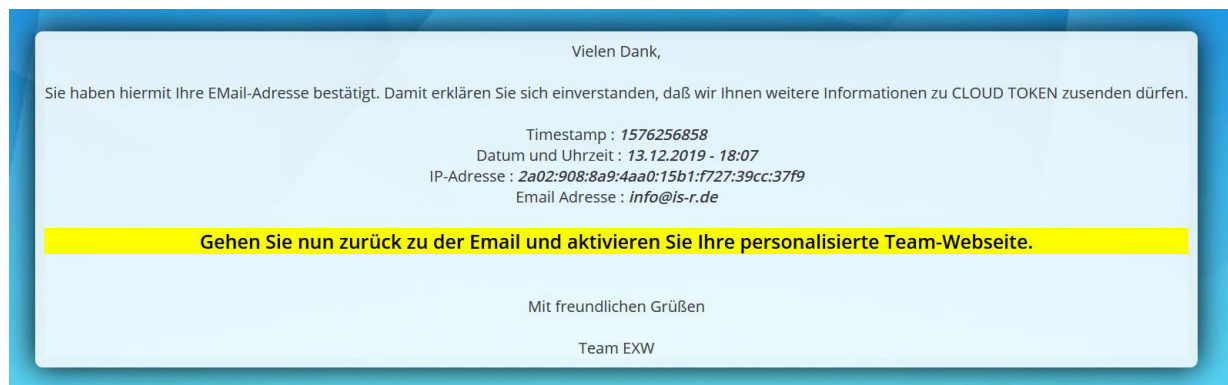 Vielen Dank,
Sie haben hiermit Ihre EMail-Adresse bestätigt. Damit erklären Sie sich einverstanden, daß wir Ihnen weitere Informationen zu CLOUD TOKEN zusenden dürfen.
Timestamp : 1576256858
Datum und Uhrzeit : 13.12.2019 - 18:07
IP-Adresse : 2a02:908:8a9:4aa0:15b1:f727:39cc:37f9
Email Adresse : info@is-r.de
Gehen Sie nun zurück zu der Email und aktivieren Sie Ihre personalisierte Team-Webseite.
Mit freundlichen Grüßen
Team EXW